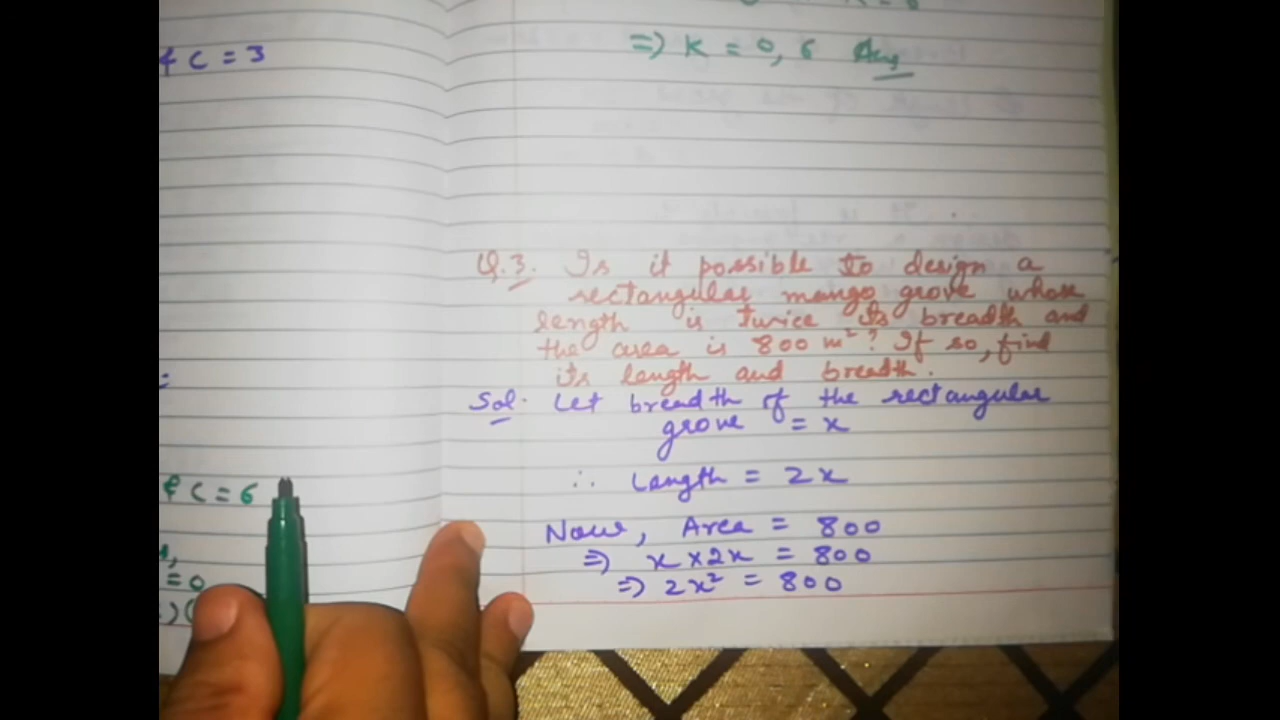 & C = 3
=) K = 0, 6 Ans
Q.3. Is it possible to design a
rectangular mango grove whose
length is twice its breadth and
the area is 800 m²? If so, find
its length and breadth.
Sol. Let breadth of the rectangular
grove = x
∴ Length = 2x
& C = 6
Now, Area = 800
=) x × 2x = 800
= 0
=) 2x² = 800